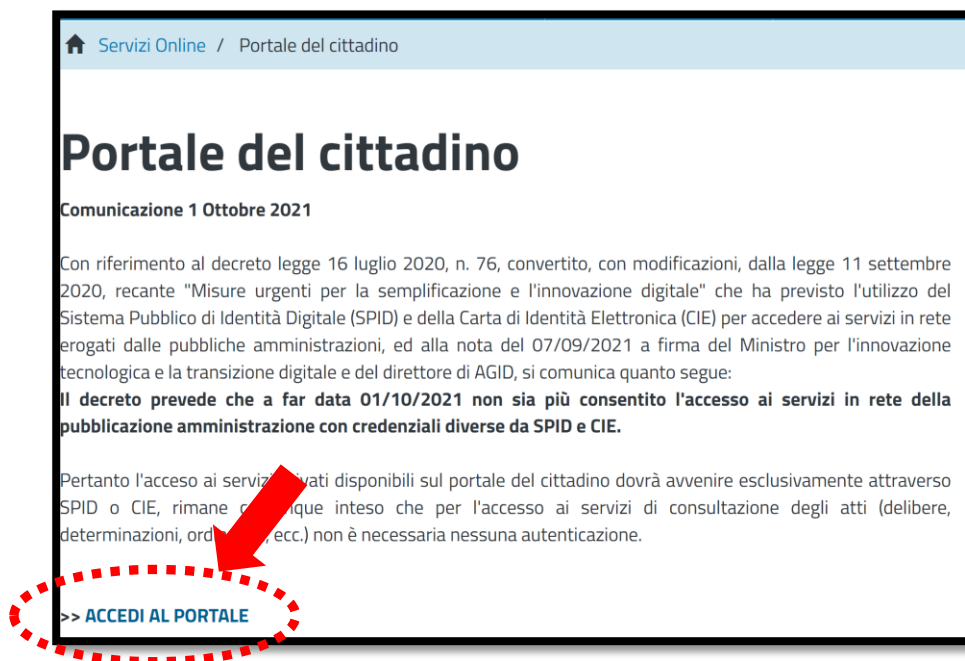 Servizi Online / Portale del cittadino
Portale del cittadino
Comunicazione 1 Ottobre 2021
Con riferimento al decreto legge 16 luglio 2020, n. 76, convertito, con modificazioni, dalla legge 11 settembre
2020, recante "Misure urgenti per la semplificazione e l'innovazione digitale" che ha previsto l'utilizzo del
Sistema Pubblico di Identità Digitale (SPID) e della Carta di Identità Elettronica (CIE) per accedere ai servizi in rete
erogati dalle pubbliche amministrazioni, ed alla nota del 07/09/2021 a firma del Ministro per l'innovazione
tecnologica e la transizione digitale e del direttore di AGID, si comunica quanto segue:
Il decreto prevede che a far data 01/10/2021 non sia più consentito l'accesso ai servizi in rete della
pubblicazione amministrazione con credenziali diverse da SPID e CIE.
Pertanto l'acceso ai servizi disponibili sul portale del cittadino dovrà avvenire esclusivamente attraverso
SPID o CIE, rimane inteso che per l'accesso ai servizi di consultazione degli atti (delibere,
determinazioni, ecc.) non è necessaria nessuna autenticazione.
>> ACCEDI AL PORTALE